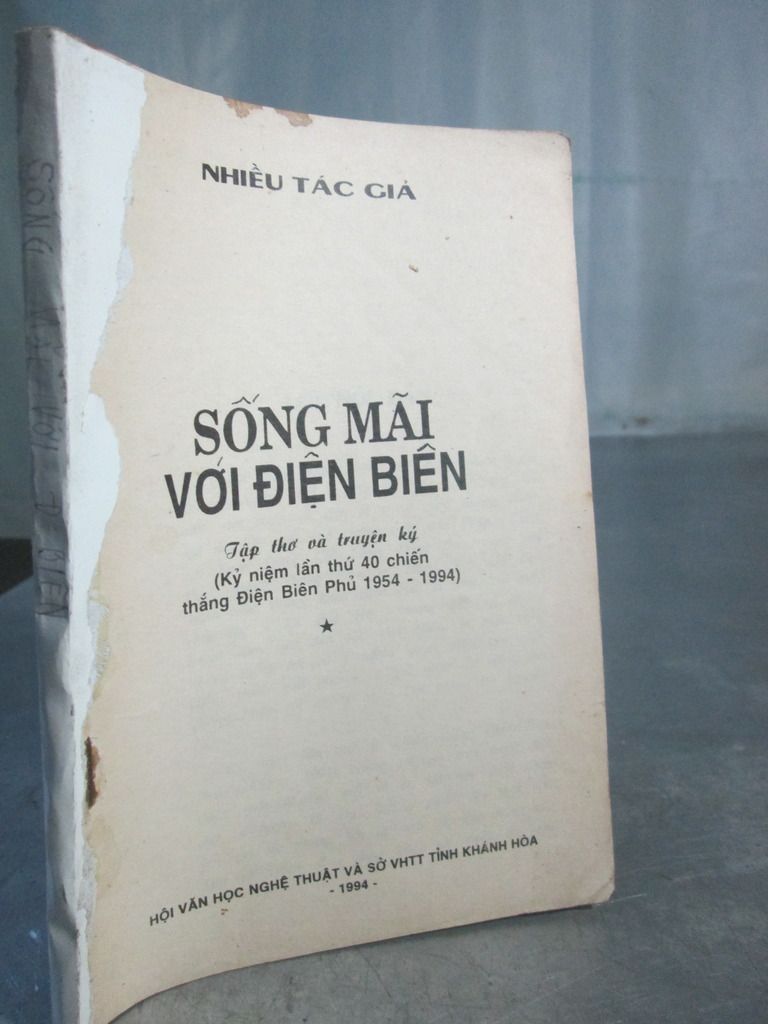 NHIỀU TÁC GIẢ
SỐNG MÃI
VỚI ĐIỆN BIÊN
Tập thơ và truyện ký
(Kỷ niệm lần thứ 40 chiến
thắng Điện Biên Phủ 1954 - 1994)
HỘI VĂN HỌC NGHỆ THUẬT VÀ SỞ VHTT TỈNH KHÁNH HÒA
- 1994 -
SỐNG